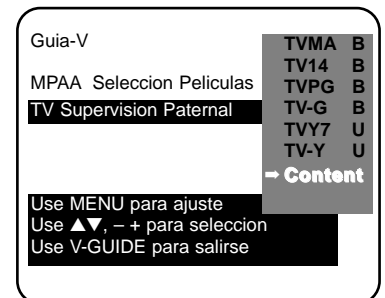 Guia-V
MPAA Seleccion Peliculas
TV Supervision Paternal
TVMA B
TV14 B
TVPG B
TV-G B
TVY7 U
TV-Y U
➡ Content
Use MENU para ajuste
Use ▲▼, – + para seleccion
Use V-GUIDE para salirse